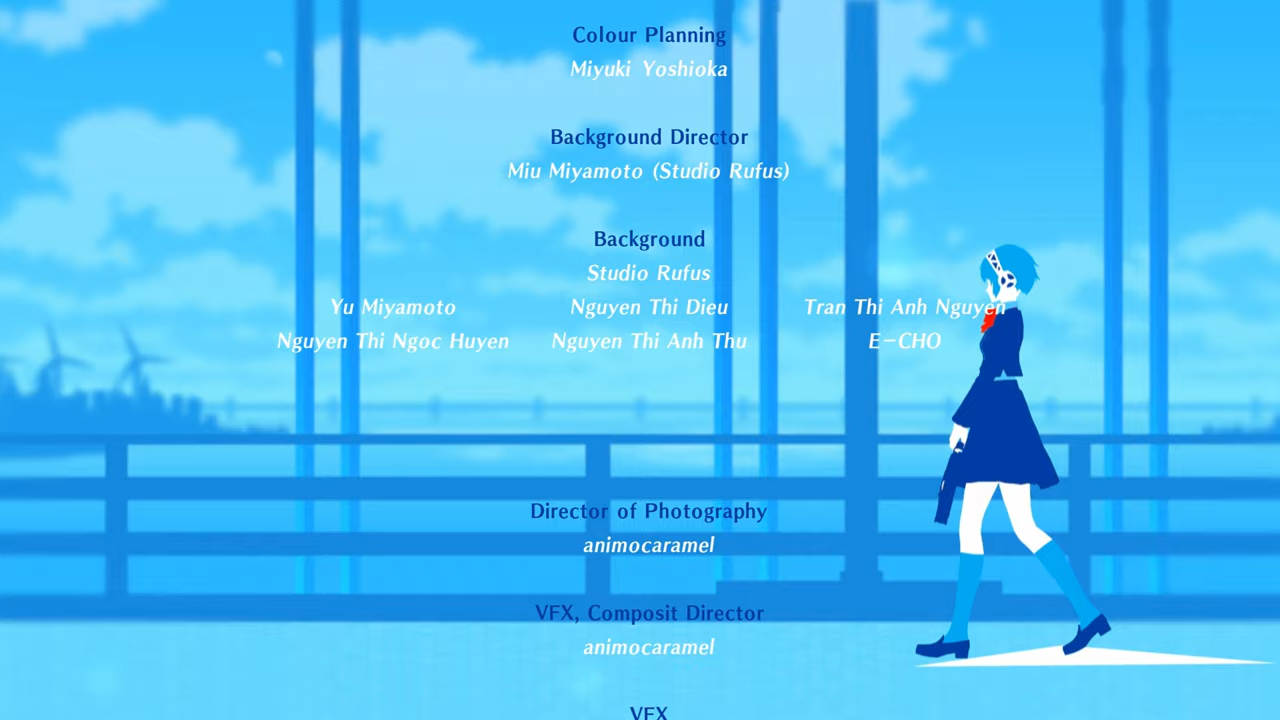 Colour Planning
Miyuki Yoshioka
Background Director
Miu Miyamoto (Studio Rufus)
Background
Studio Rufus
Yu Miyamoto Nguyen Thi Dieu Tran Thi Anh Nguyen
Nguyen Thi Ngoc Huyen Nguyen Thi Anh Thu E-CHO
Director of Photography
animocaramel
VFX, Composit Director
animocaramel
VFX